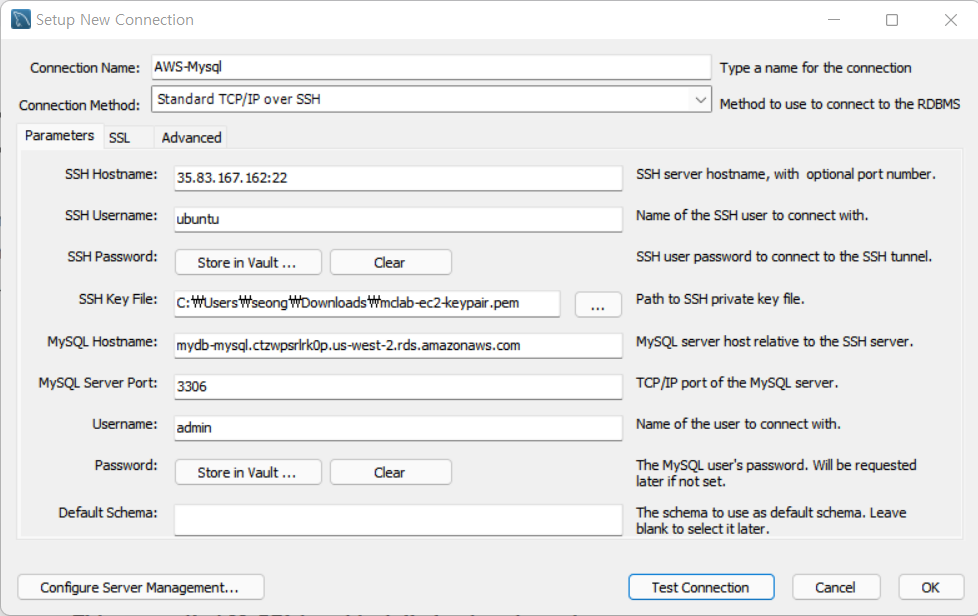 Setup New Connection
Connection Name: AWS-Mysql Type a name for the connection
Connection Method: Standard TCP/IP over SSH Method to use to connect to the RDBMS
Parameters SSL Advanced
SSH Hostname: 35.83.167.162:22 SSH server hostname, with optional port number.
SSH Username: ubuntu Name of the SSH user to connect with.
SSH Password: Store in Vault ... Clear SSH user password to connect to the SSH tunnel.
SSH Key File: C:₩Users₩seong₩Downloads₩mclab-ec2-keypair.pem ... Path to SSH private key file.
MySQL Hostname: mydb-mysql.ctzwpsrlrk0p.us-west-2.rds.amazonaws.com MySQL server host relative to the SSH server.
MySQL Server Port: 3306 TCP/IP port of the MySQL server.
Username: admin Name of the user to connect with.
Password: Store in Vault ... Clear The MySQL user's password. Will be requested
later if not set.
Default Schema: The schema to use as default schema. Leave
blank to select it later.
Configure Server Management... Test Connection Cancel OK